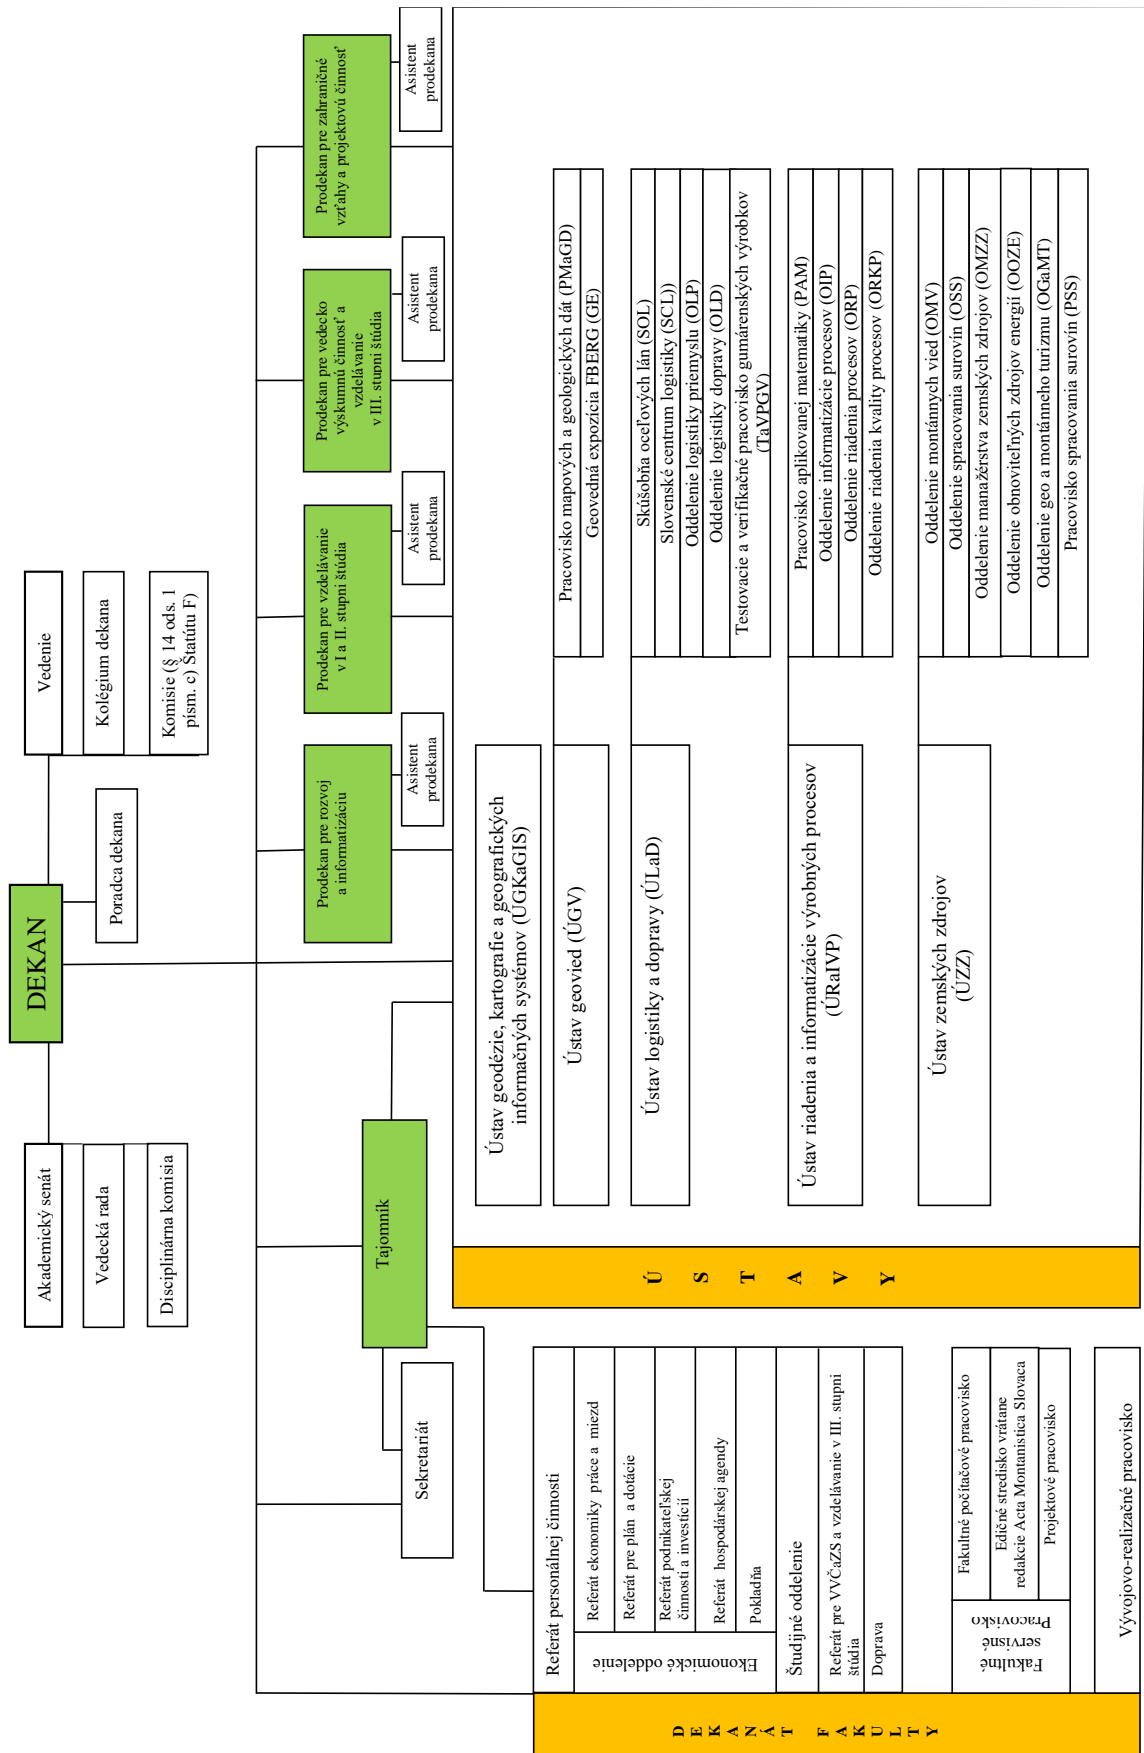 DEKAN
Akademický senát
Vedecká rada
Disciplinárna komisia
Poradca dekana
Vedenie
Kolégium dekana
Komisie (§ 14 ods. 1
písm. c) Štatútu F)
Tajomník
Sekretariát
Prodekan pre rozvoj
a informatizáciu
Asistent
prodekana
Prodekan pre vzdelávanie
v I a II. stupni štúdia
Asistent
prodekana
Prodekan pre vedecko
výskumnú činnosť a
vzdelávanie
v III. stupni štúdia
Asistent
prodekana
Prodekan pre zahraničné
vzťahy a projektovú činnosť
Asistent
prodekana
DEKANÁT FAKULTY
Referát personálnej činnosti
Ekonomické oddelenie
Referát ekonomiky práce a miezd
Referát pre plán a dotácie
Referát podnikateľskej
činnosti a investícií
Referát hospodárskej agendy
Pokladňa
Študijné oddelenie
Referát pre VVČaZS a vzdelávanie v III. stupni
štúdia
Doprava
Fakultné
servisné
Pracovisko
Fakultné počítačové pracovisko
Edičné stredisko vrátane
redakcie Acta Montanistica Slovaca
Projektové pracovisko
Vývojovo-realizačné pracovisko
ÚSTAVY
Ústav geodézie, kartografie a geografických
informačných systémov (ÚGKaGIS)
Ústav geovied (ÚGV)
Pracovisko mapových a geologických dát (PMaGD)
Geovedná expozícia FBERG (GE)
Ústav logistiky a dopravy (ÚLaD)
Skúšobňa oceľových lán (SOL)
Slovenské centrum logistiky (SCL))
Oddelenie logistiky priemyslu (OLP)
Oddelenie logistiky dopravy (OLD)
Testovacie a verifikačné pracovisko gumárenských výrobkov
(TaVPGV)
Ústav riadenia a informatizácie výrobných procesov
(ÚRaIVP)
Pracovisko aplikovanej matematiky (PAM)
Oddelenie informatizácie procesov (OIP)
Oddelenie riadenia procesov (ORP)
Oddelenie riadenia kvality procesov (ORKP)
Ústav zemských zdrojov
(ÚZZ)
Oddelenie montánnych vied (OMV)
Oddelenie spracovania surovín (OSS)
Oddelenie manažérstva zemských zdrojov (OMZZ)
Oddelenie obnoviteľných zdrojov energií (OOZE)
Oddelenie geo a montánneho turizmu (OGaMT)
Pracovisko spracovania surovín (PSS)